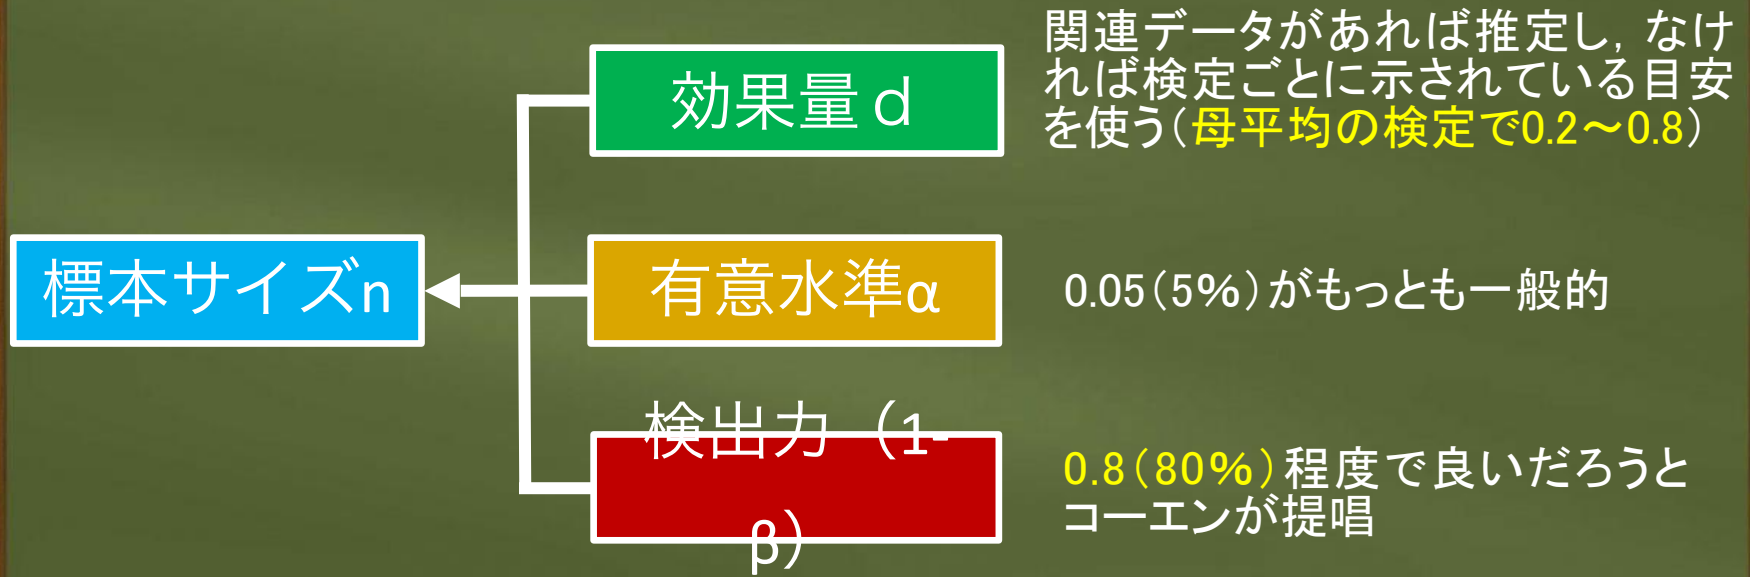 関連データがあれば推定し，なけ
れば検定ごとに示されている目安
を使う（母平均の検定で0.2～0.8）
効果量ｄ
標本サイズn
有意水準α
0.05（5％）がもっとも一般的
検出力（1-
β）
0.8（80％）程度で良いだろうと
コーエンが提唱